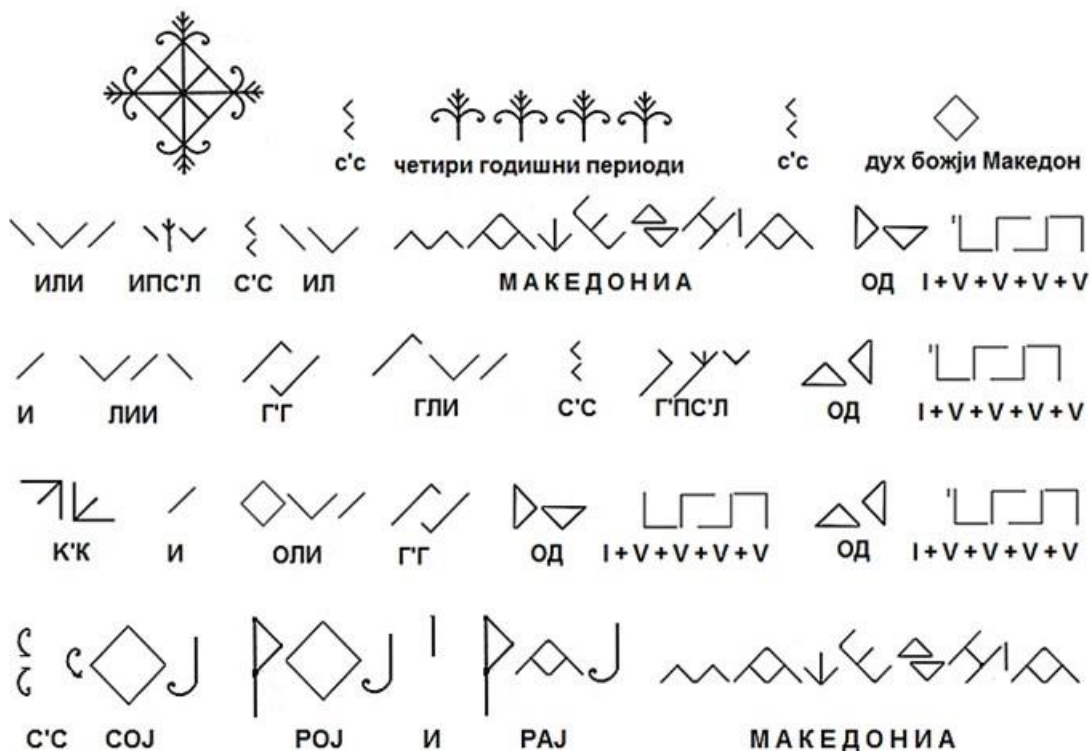 с'с четири годишни периоди с'с дух божји Македон
ИЛИ ИПС'Л С'С ИЛ МАКЕДОНИА ОД I + V + V + V + V
И ЛИИ Г'Г ГЛИ С'С Г'ПС'Л ОД I + V + V + V + V
К'К И ОЛИ Г'Г ОД I + V + V + V + V ОД I + V + V + V + V
С'С СОЈ РОЈ И РАЈ МАКЕДОНИА